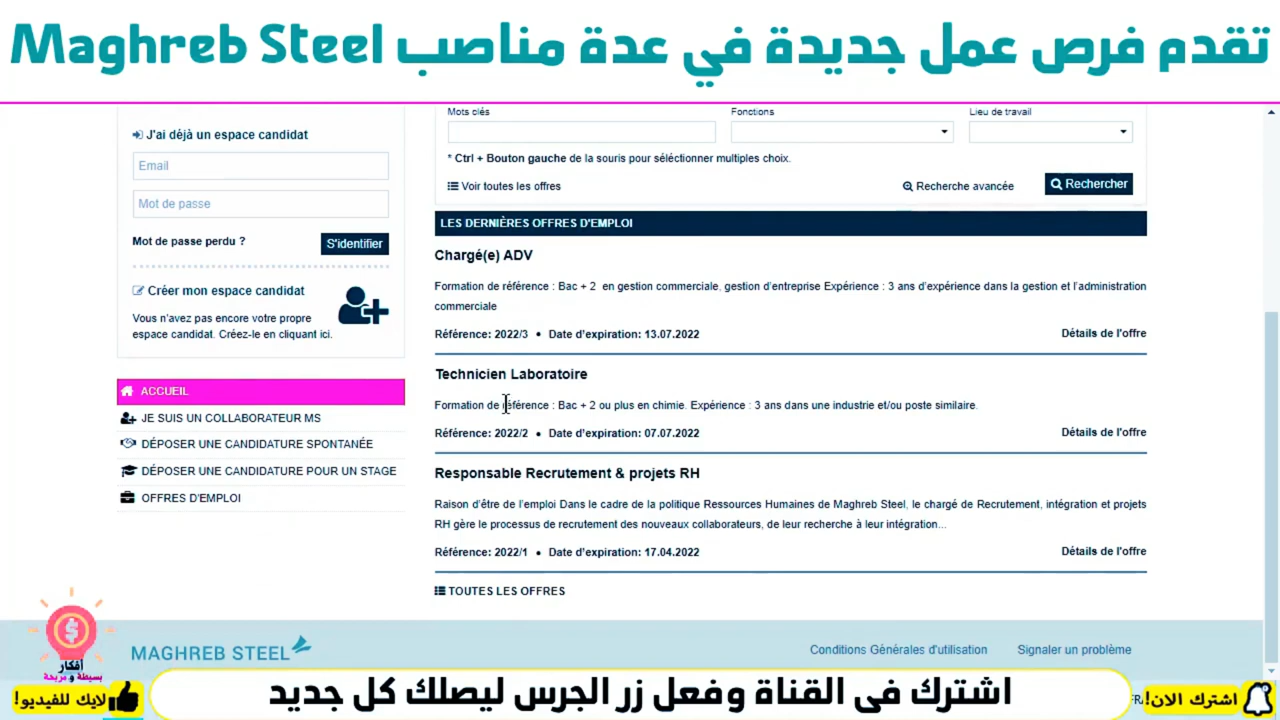 تقدم فرص عمل جديدة في عدة مناصب Maghreb Steel
J'ai déjà un espace candidat
Email
Mot de passe
Mot de passe perdu ?
S'identifier
Créer mon espace candidat
Vous n'avez pas encore votre propre
espace candidat. Créez-le en cliquant ici.
ACCUEIL
JE SUIS UN COLLABORATEUR MS
DÉPOSER UNE CANDIDATURE SPONTANÉE
DÉPOSER UNE CANDIDATURE POUR UN STAGE
OFFRES D'EMPLOI
Mots clés
Fonctions
Lieu de travail
* Ctrl + Bouton gauche de la souris pour sélectionner multiples choix.
Voir toutes les offres
Recherche avancée
Rechercher
LES DERNIÈRES OFFRES D'EMPLOI
Chargé(e) ADV
Formation de référence : Bac + 2 en gestion commerciale, gestion d'entreprise Expérience : 3 ans d'expérience dans la gestion et l'administration
commerciale
Référence: 2022/3 • Date d'expiration: 13.07.2022
Détails de l'offre
Technicien Laboratoire
Formation de référence : Bac + 2 ou plus en chimie. Expérience : 3 ans dans une industrie et/ou poste similaire.
Référence: 2022/2 • Date d'expiration: 07.07.2022
Détails de l'offre
Responsable Recrutement & projets RH
Raison d'être de l'emploi Dans le cadre de la politique Ressources Humaines de Maghreb Steel, le chargé de Recrutement, intégration et projets
RH gère le processus de recrutement des nouveaux collaborateurs, de leur recherche à leur intégration...
Référence: 2022/1 • Date d'expiration: 17.04.2022
Détails de l'offre
TOUTES LES OFFRES
أفكار
بسيطة و مربحة
MAGHREB STEEL
Conditions Générales d'utilisation
Signaler un problème
لايك للفيديو!
اشترك فى القناة وفعل زر الجرس ليصلك كل جديد
FR
اشترك الان!